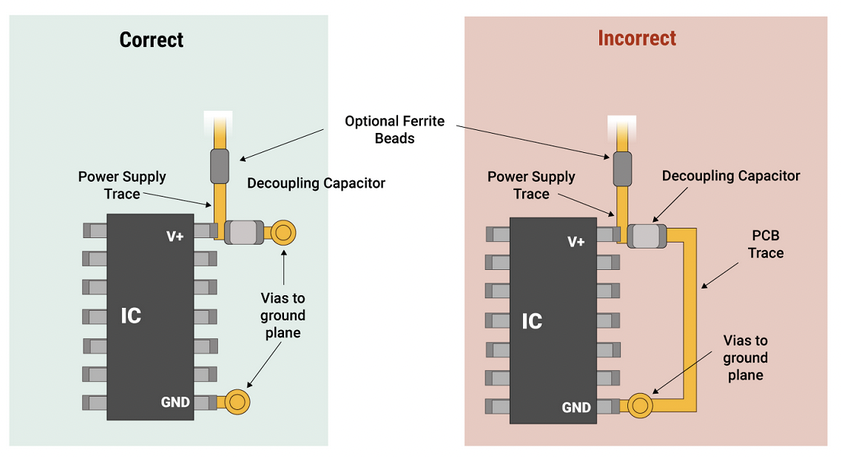 Correct
Optional Ferrite
Beads
Power Supply
Trace
Decoupling Capacitor
V+
IC
Vias to
ground
plane
GND
Incorrect
Power Supply
Trace
Decoupling Capacitor
V+
PCB
Trace
IC
Vias to
ground
plane
GND